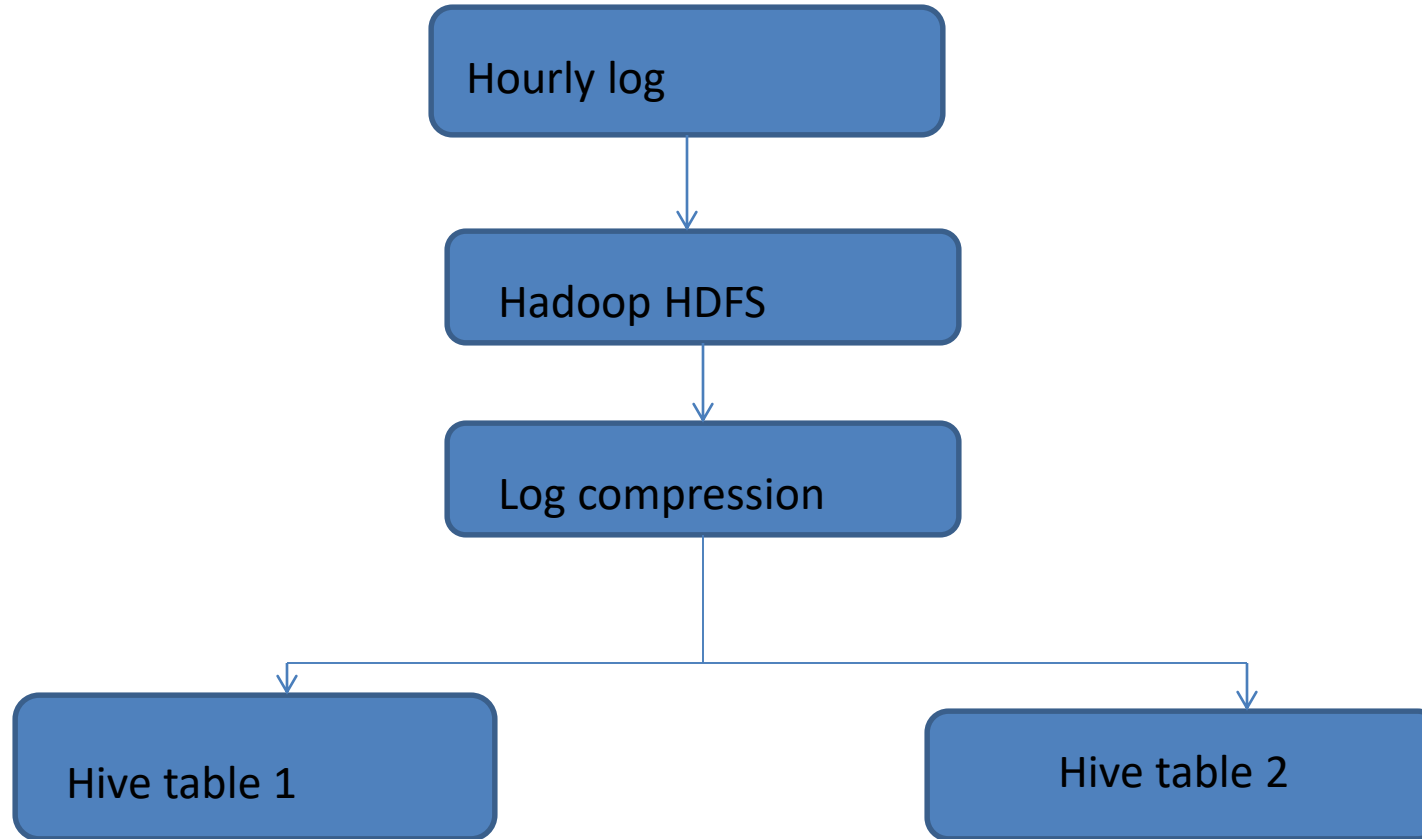 Hourly log
Hadoop HDFS
Log compression
Hive table 1
Hive table 2